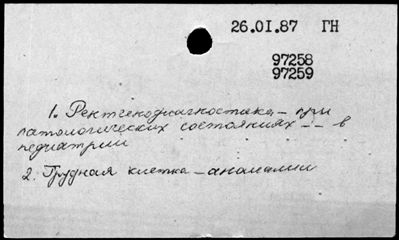 26.01.87 ГН
97258
97259
1. Рентгенодиагностика – при
патологических состояниях – – в
педиатрии
2. Грудная клетка – аномалии